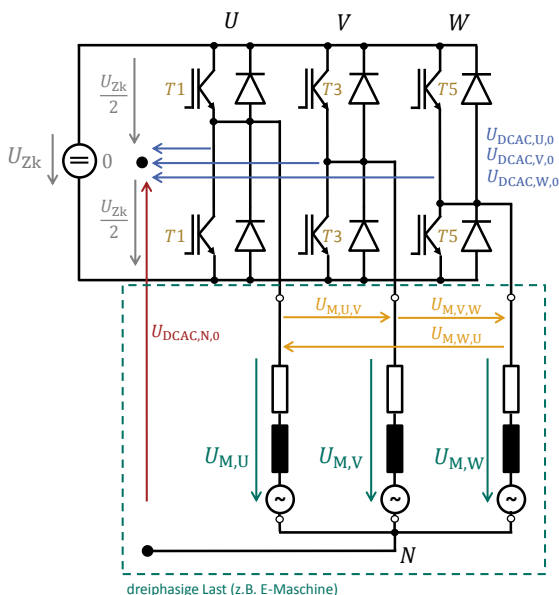 U V W
U_Zk/2
T1 T3 T5
U_DCAC,U,0
U_Zk = 0
U_DCAC,V,0
U_DCAC,W,0
U_Zk/2
T1 T3 T5
U_M,U,V U_M,V,W
U_DCAC,N,0
U_M,W,U
U_M,U U_M,V U_M,W
~ ~ ~
N
dreiphasige Last (z.B. E-Maschine)